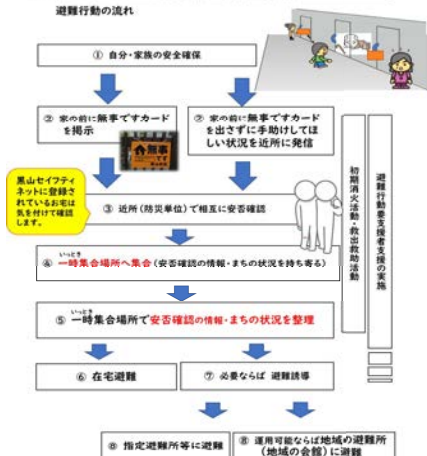 避難行動の流れ
① 自分・家族の安全確保
② 家の前に無事ですカード
を掲示
② 家の前に無事ですカード
を出さずに手助けしてほ
しい状況を近所に発信
無事
です
黒山セイフティ
ネットに登録さ
れているお宅は
気を付けて確認
します。
③ 近所(防災単位)で相互に安否確認
いっとき
④ 一時集合場所へ集合(安否確認の情報・まちの状況を持ち寄る)
いっとき
⑤ 一時集合場所で安否確認の情報・まちの状況を整理
初期消火活動・救出救助活動
避難行動要支援者支援の実施
⑥ 在宅避難
⑦ 必要ならば 避難誘導
◎ 指定避難所等に避難
⑧ 運用可能ならば地域の避難所
(地域の会館)に避難